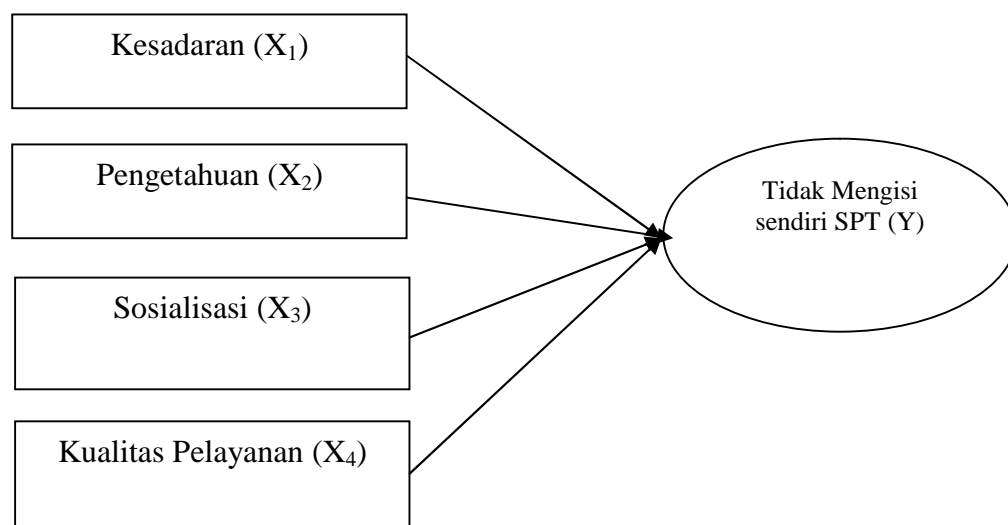 Kesadaran (X₁)
Pengetahuan (X₂)
Sosialisasi (X₃)
Kualitas Pelayanan (X₄)
Tidak Mengisi
sendiri SPT (Y)